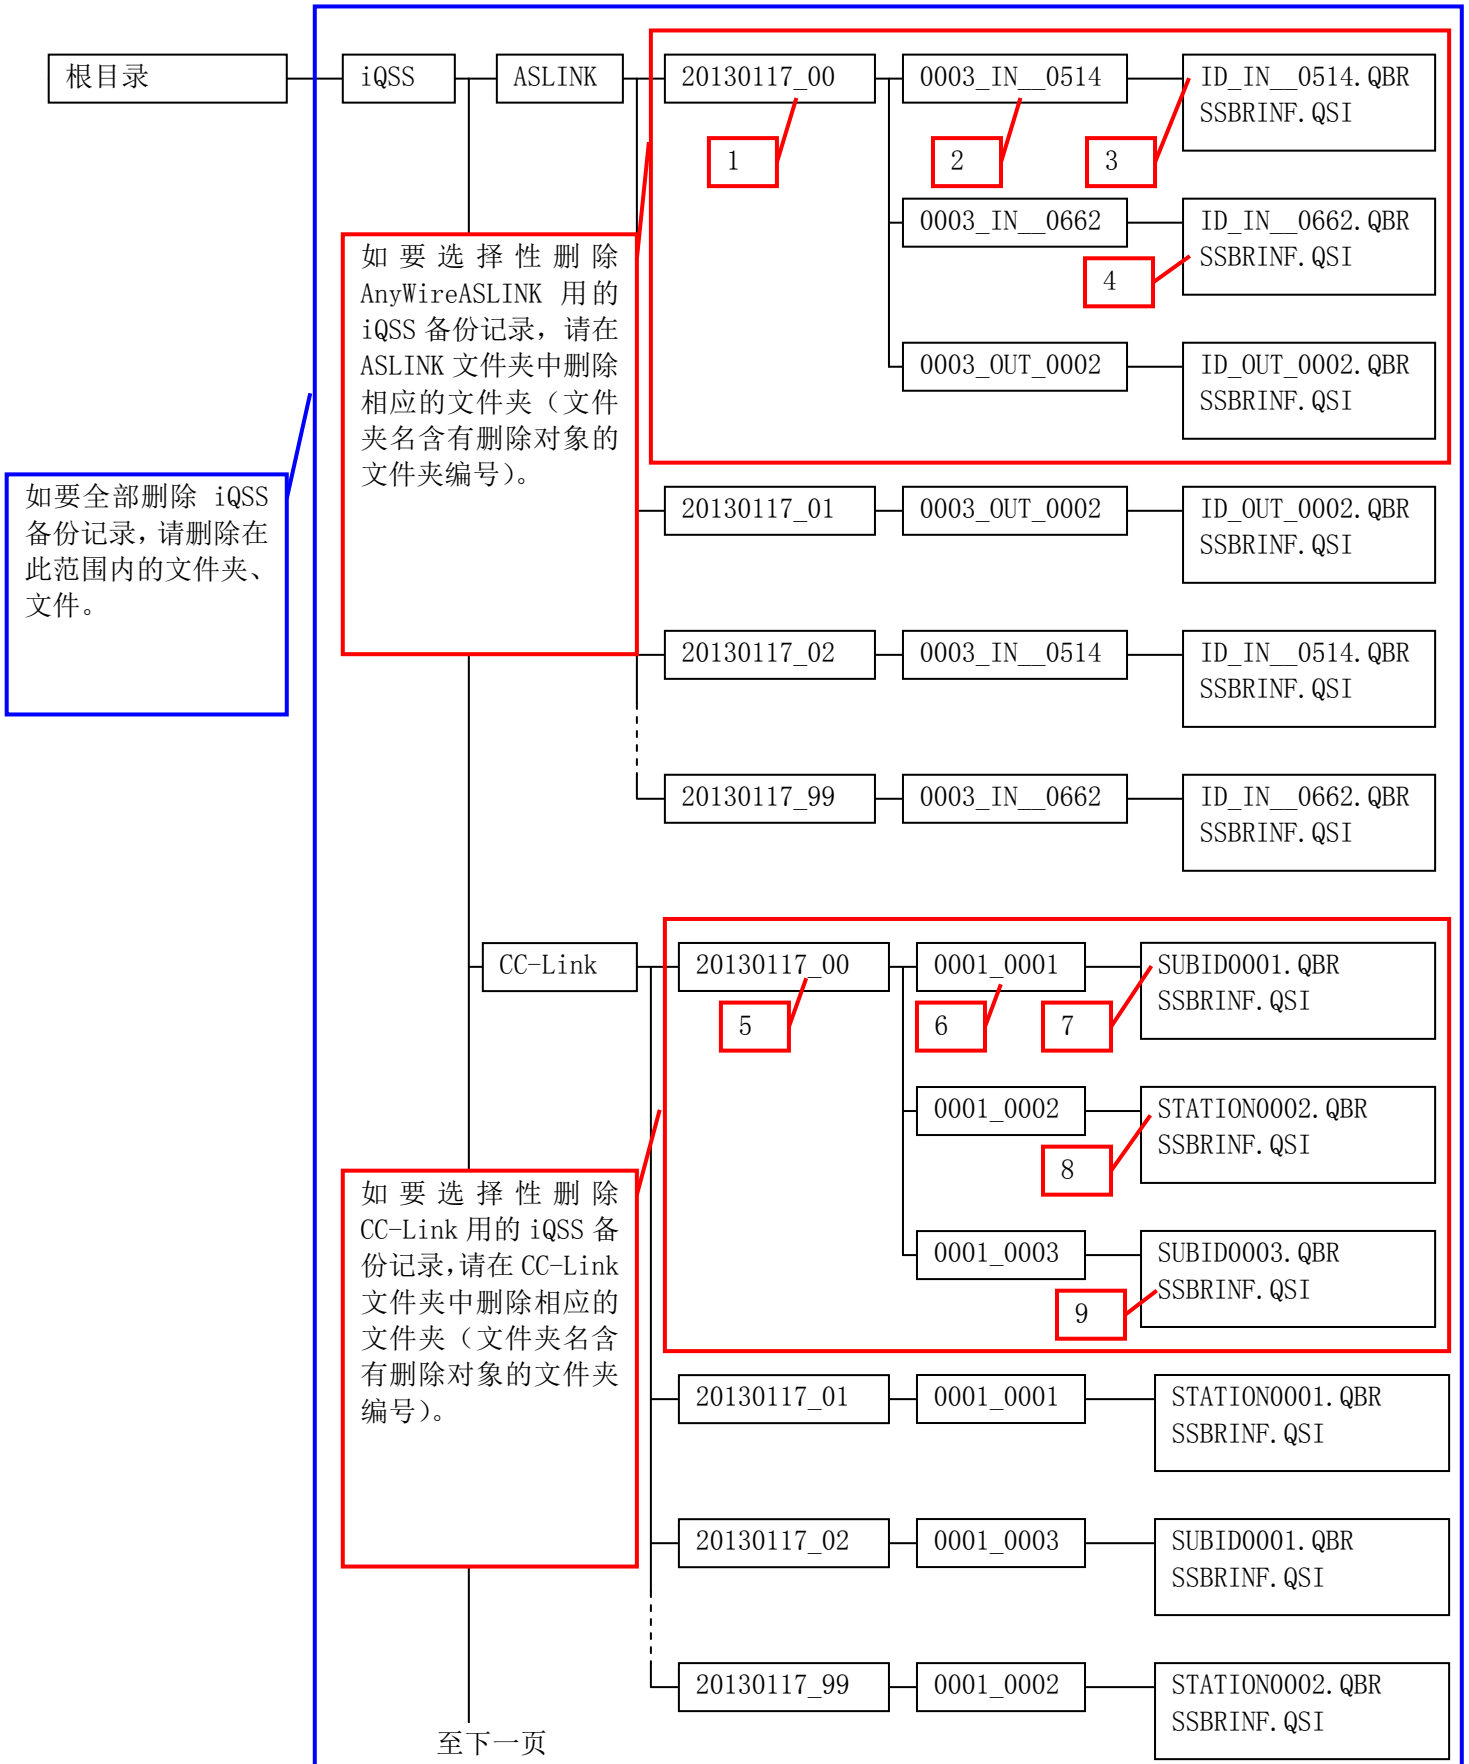 根目录
iQSS
ASLINK
20130117_00
0003_IN__0514
ID_IN__0514.QBR
SSBRINF.QSI
1
2
3
0003_IN__0662
ID_IN__0662.QBR
SSBRINF.QSI
4
0003_OUT_0002
ID_OUT_0002.QBR
SSBRINF.QSI
如要选择性删除
AnyWireASLINK 用的
iQSS 备份记录，请在
ASLINK 文件夹中删除
相应的文件夹（文件
夹名含有删除对象的
文件夹编号）。
如要全部删除 iQSS
备份记录，请删除在
此范围内的文件夹、
文件。
20130117_01
0003_OUT_0002
ID_OUT_0002.QBR
SSBRINF.QSI
20130117_02
0003_IN__0514
ID_IN__0514.QBR
SSBRINF.QSI
20130117_99
0003_IN__0662
ID_IN__0662.QBR
SSBRINF.QSI
CC-Link
20130117_00
0001_0001
SUBID0001.QBR
SSBRINF.QSI
5
6
7
0001_0002
STATION0002.QBR
SSBRINF.QSI
8
0001_0003
SUBID0003.QBR
SSBRINF.QSI
9
如要选择性删除
CC-Link 用的 iQSS 备
份记录，请在 CC-Link
文件夹中删除相应的
文件夹（文件夹名含
有删除对象的文件夹
编号）。
20130117_01
0001_0001
STATION0001.QBR
SSBRINF.QSI
20130117_02
0001_0003
SUBID0001.QBR
SSBRINF.QSI
20130117_99
0001_0002
STATION0002.QBR
SSBRINF.QSI
至下一页